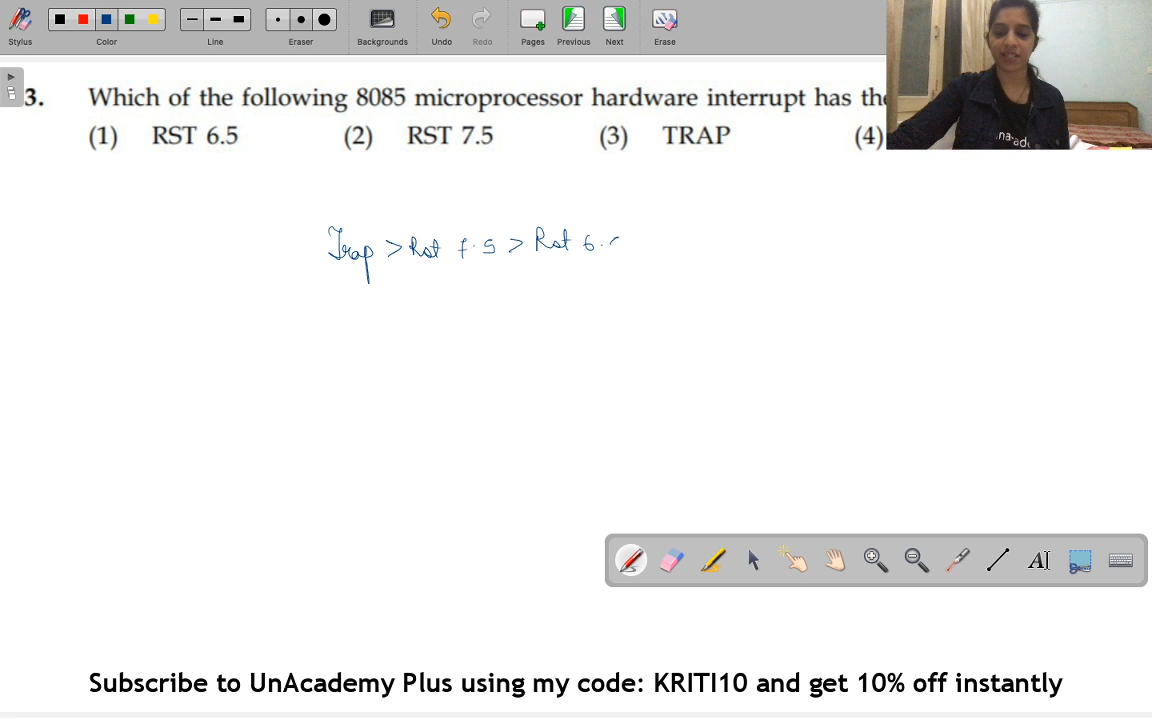 Stylus Color Line Eraser Backgrounds Undo Redo Pages Previous Next Erase
3. Which of the following 8085 microprocessor hardware interrupt has the
(1) RST 6.5 (2) RST 7.5 (3) TRAP (4)
Trap > Rst 7.5 > Rst 6.
Subscribe to UnAcademy Plus using my code: KRITI10 and get 10% off instantly